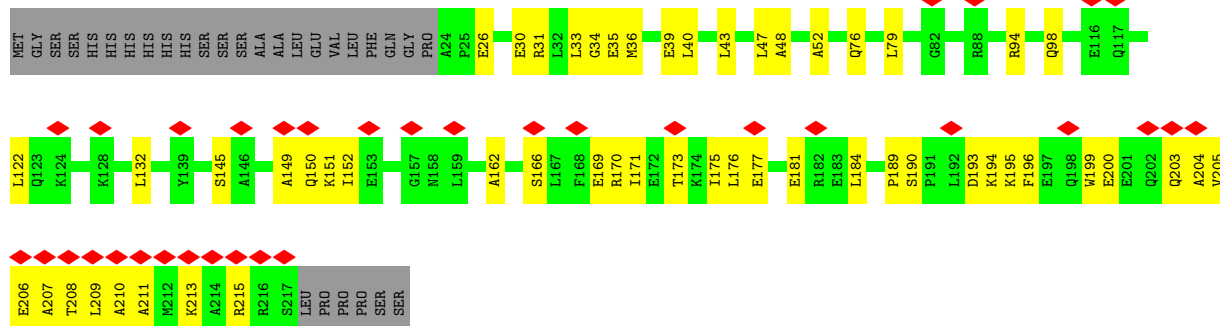 MET GLY SER SER HIS HIS HIS HIS HIS HIS SER SER SER ALA ALA LEU GLU VAL LEU PHE GLN GLY PRO A24 P25 E26 E30 R31 L32 L33 G34 E35 M36 E39 L40 L43 L47 A48 A52 Q76 L79 G82 R88 R94 Q98 E116 Q117
L122 Q123 K124 K128 L132 Y139 S145 A146 A149 Q150 K151 I152 E153 G157 N158 L159 A162 S166 L167 F168 E169 R170 I171 E172 T173 K174 I175 L176 E177 E181 R182 E183 L184 P189 S190 P191 L192 D193 K194 K195 F196 E197 Q198 W199 E200 E201 Q202 Q203 A204 V205
E206 A207 T208 L209 A210 A211 M212 K213 A214 R215 R216 S217 LEU PRO PRO PRO SER SER